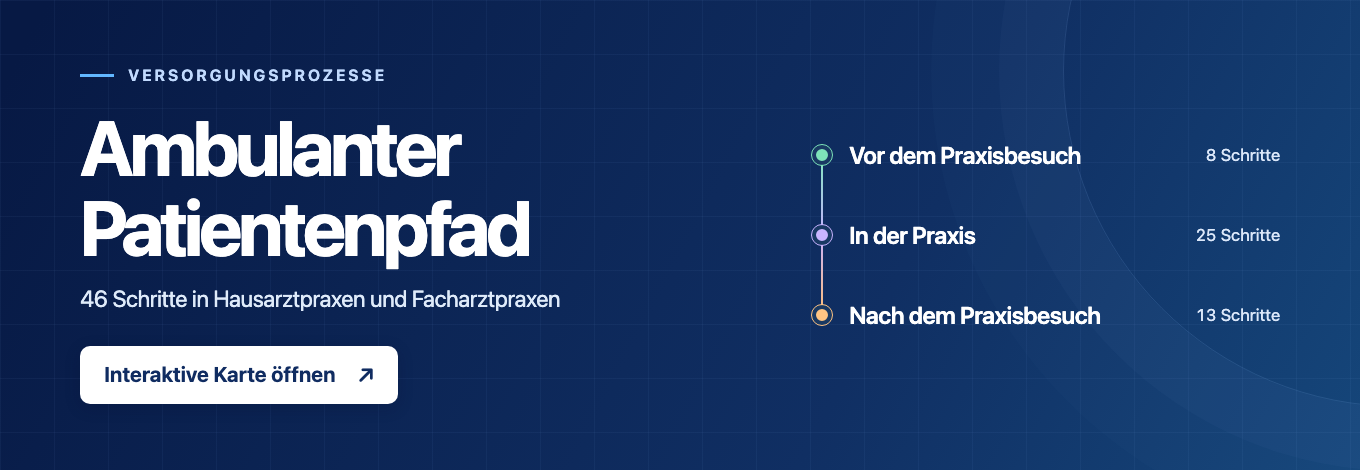 VERSORGUNGSPROZESSE
Ambulanter
Patientenpfad
46 Schritte in Hausarztpraxen und Facharztpraxen
Interaktive Karte öffnen
Vor dem Praxisbesuch 8 Schritte
In der Praxis 25 Schritte
Nach dem Praxisbesuch 13 Schritte